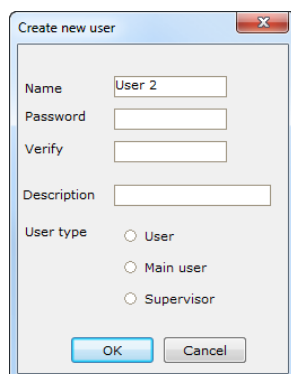 Create new user
x
Name User 2
Password
Verify
Description
User type User
Main user
Supervisor
OK Cancel